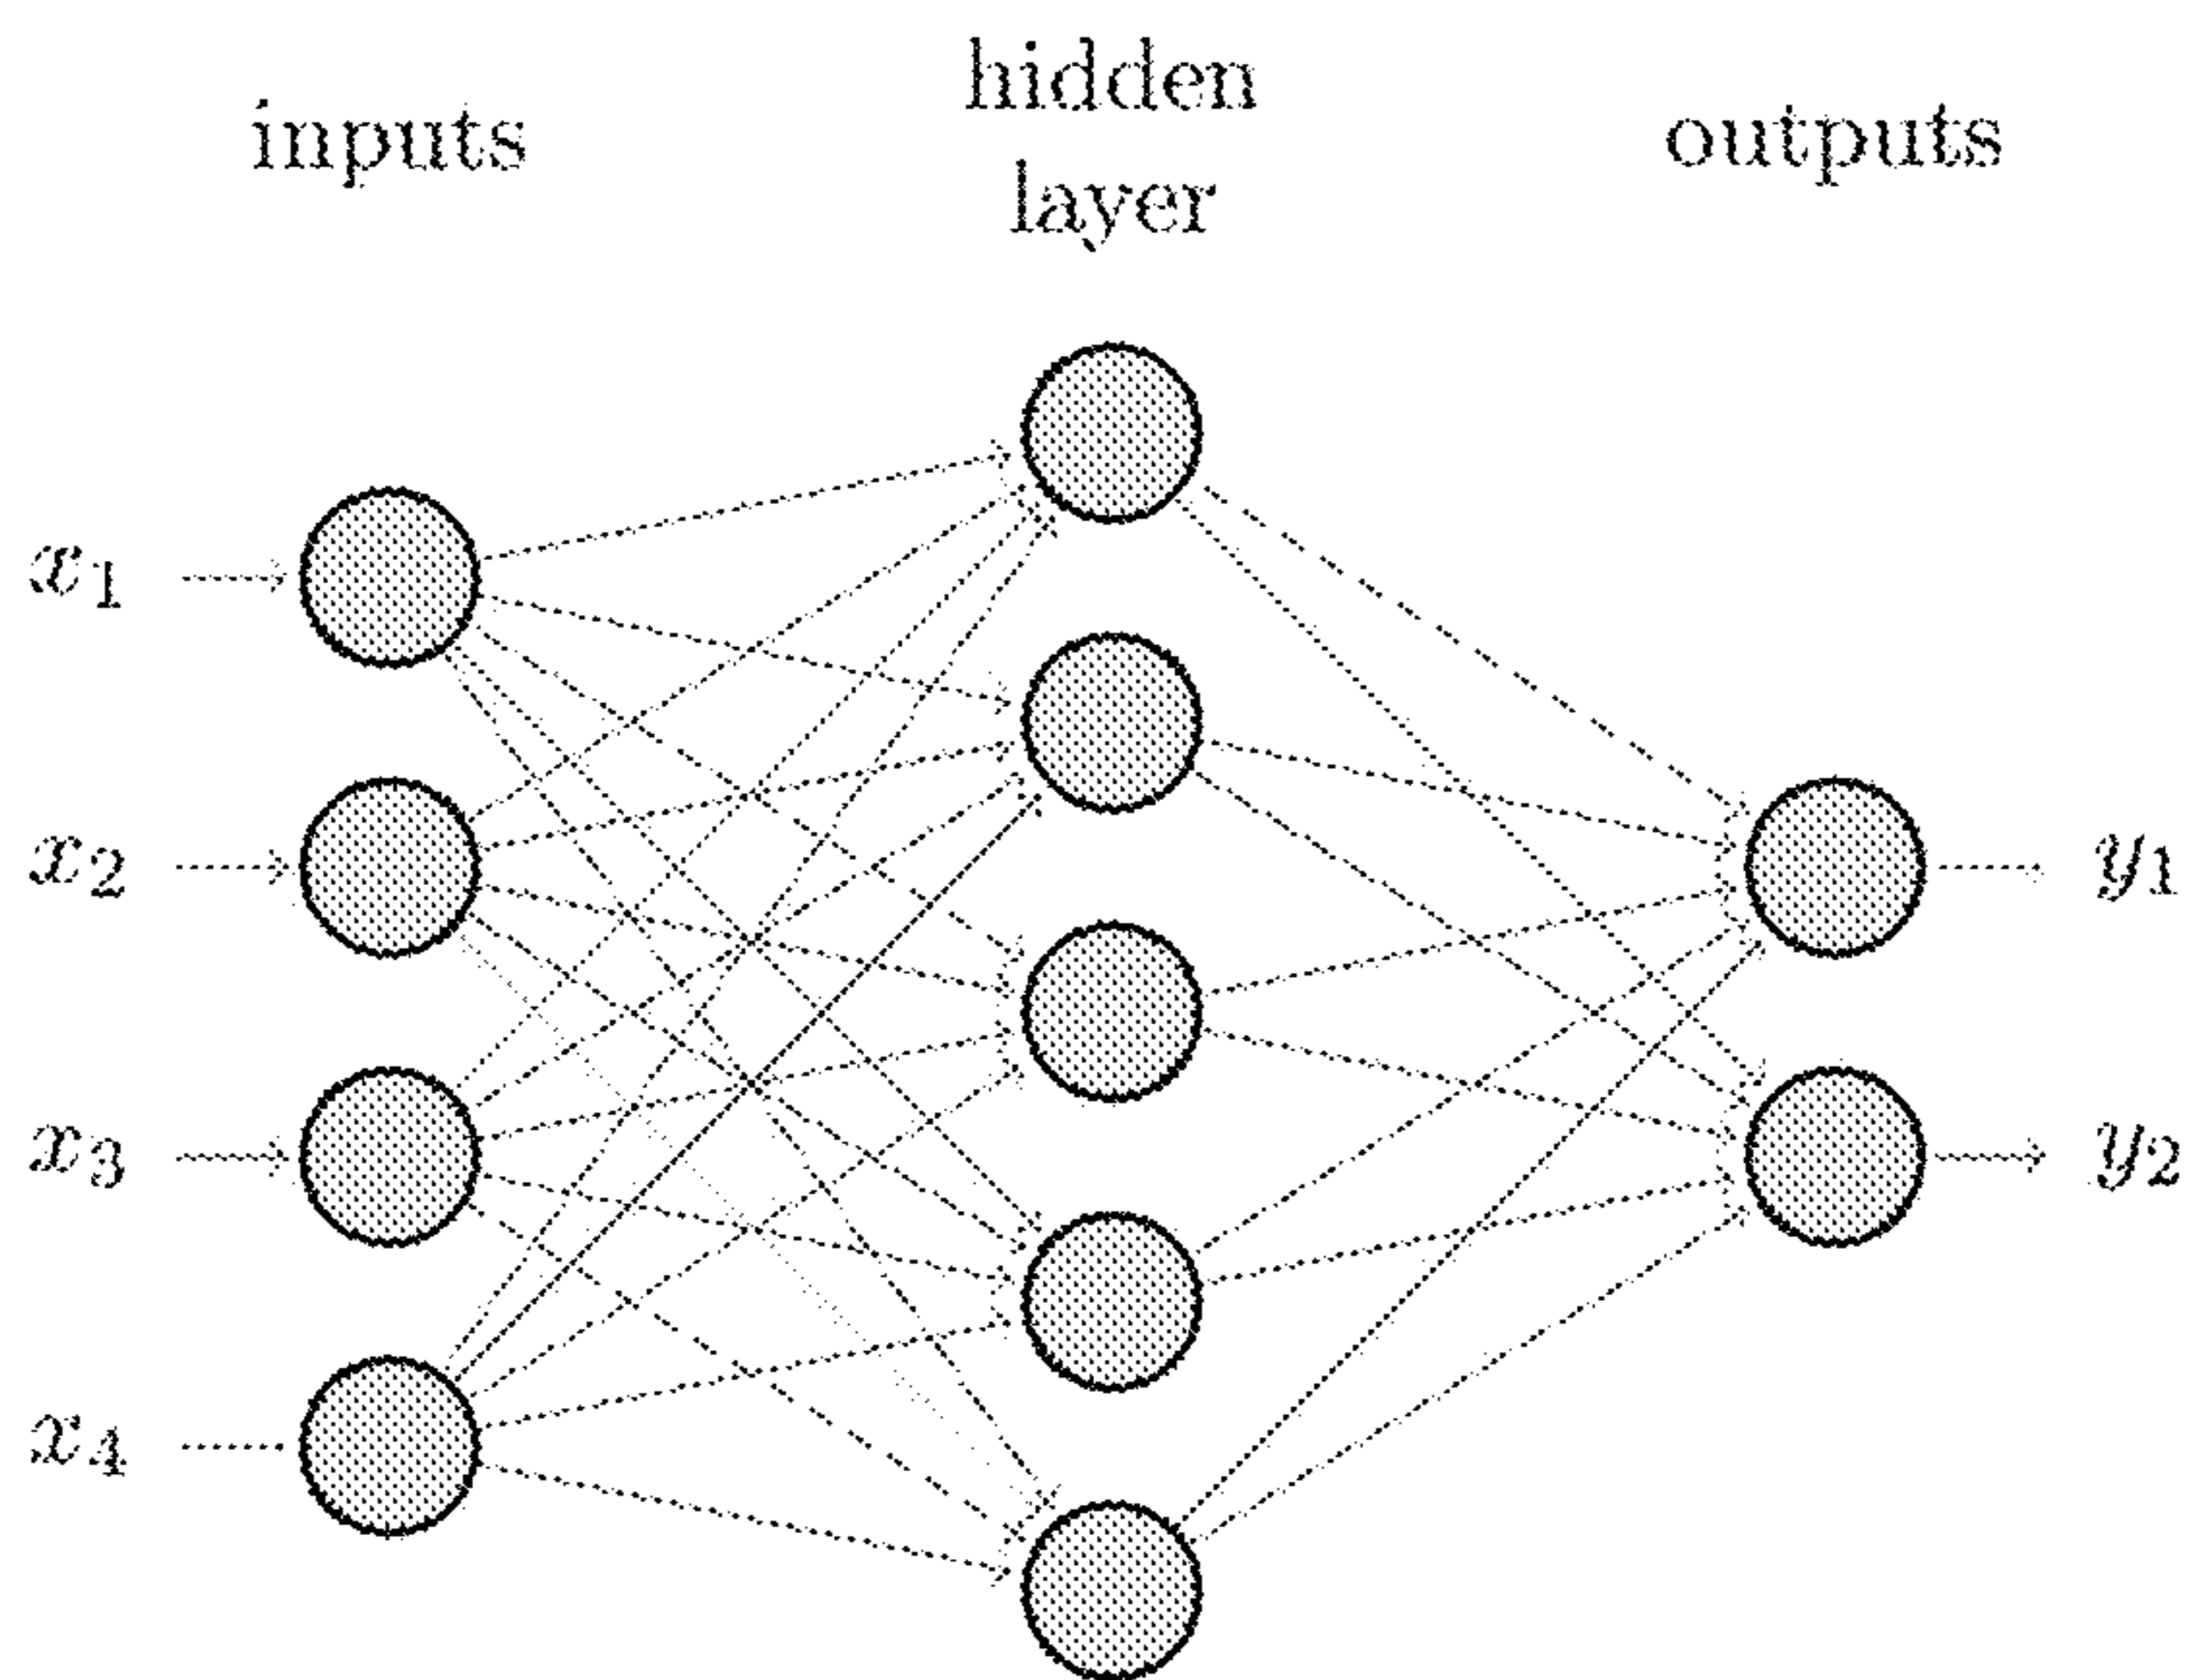 inputs
hidden
layer
outputs
x1
x2
x3
x4
y1
y2